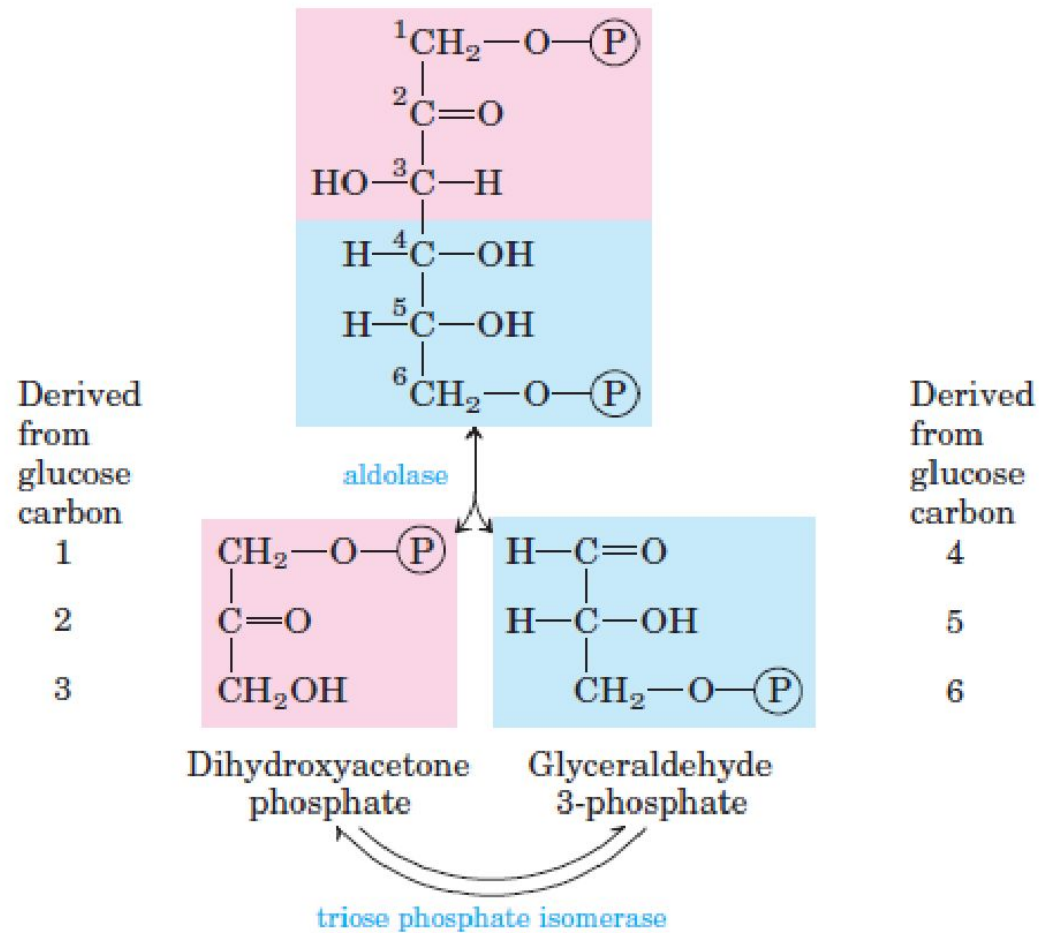 1CH2—O—P
2C=O
HO—3C—H
H—4C—OH
H—5C—OH
6CH2—O—P
Derived
from
glucose
carbon
1
2
3
aldolase
Derived
from
glucose
carbon
4
5
6
CH2—O—P
C=O
CH2OH
H—C=O
H—C—OH
CH2—O—P
Dihydroxyacetone
phosphate
Glyceraldehyde
3-phosphate
triose phosphate isomerase